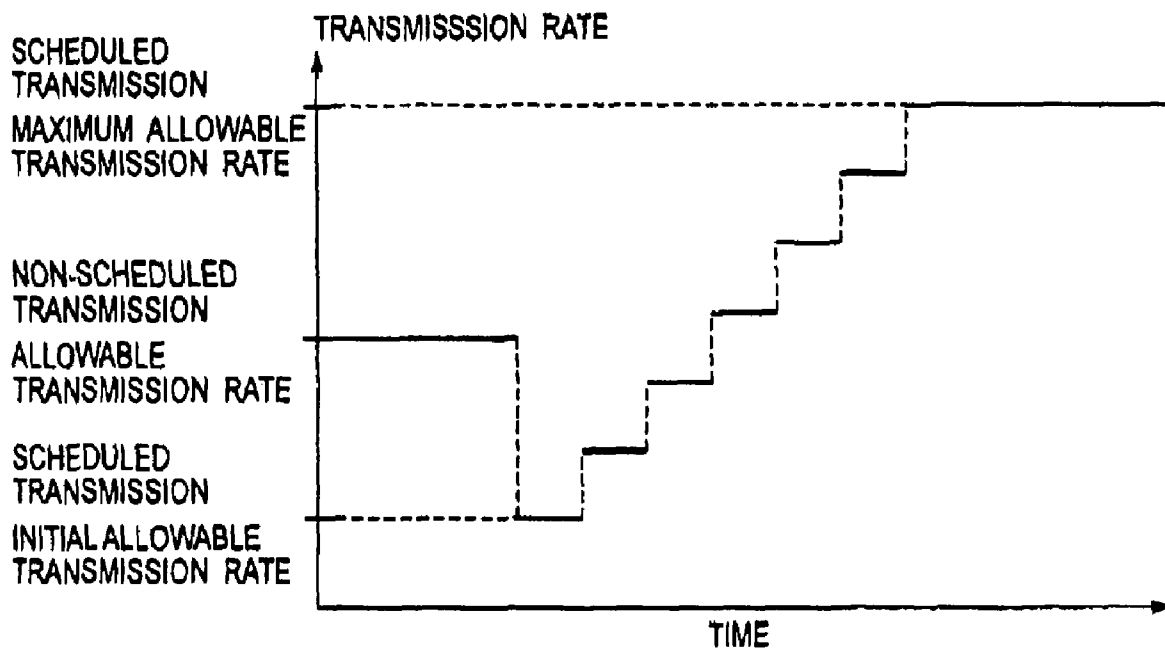 TRANSMISSSION RATE
SCHEDULED
TRANSMISSION
MAXIMUM ALLOWABLE
TRANSMISSION RATE
NON-SCHEDULED
TRANSMISSION
ALLOWABLE
TRANSMISSION RATE
SCHEDULED
TRANSMISSION
INITIAL ALLOWABLE
TRANSMISSION RATE
TIME